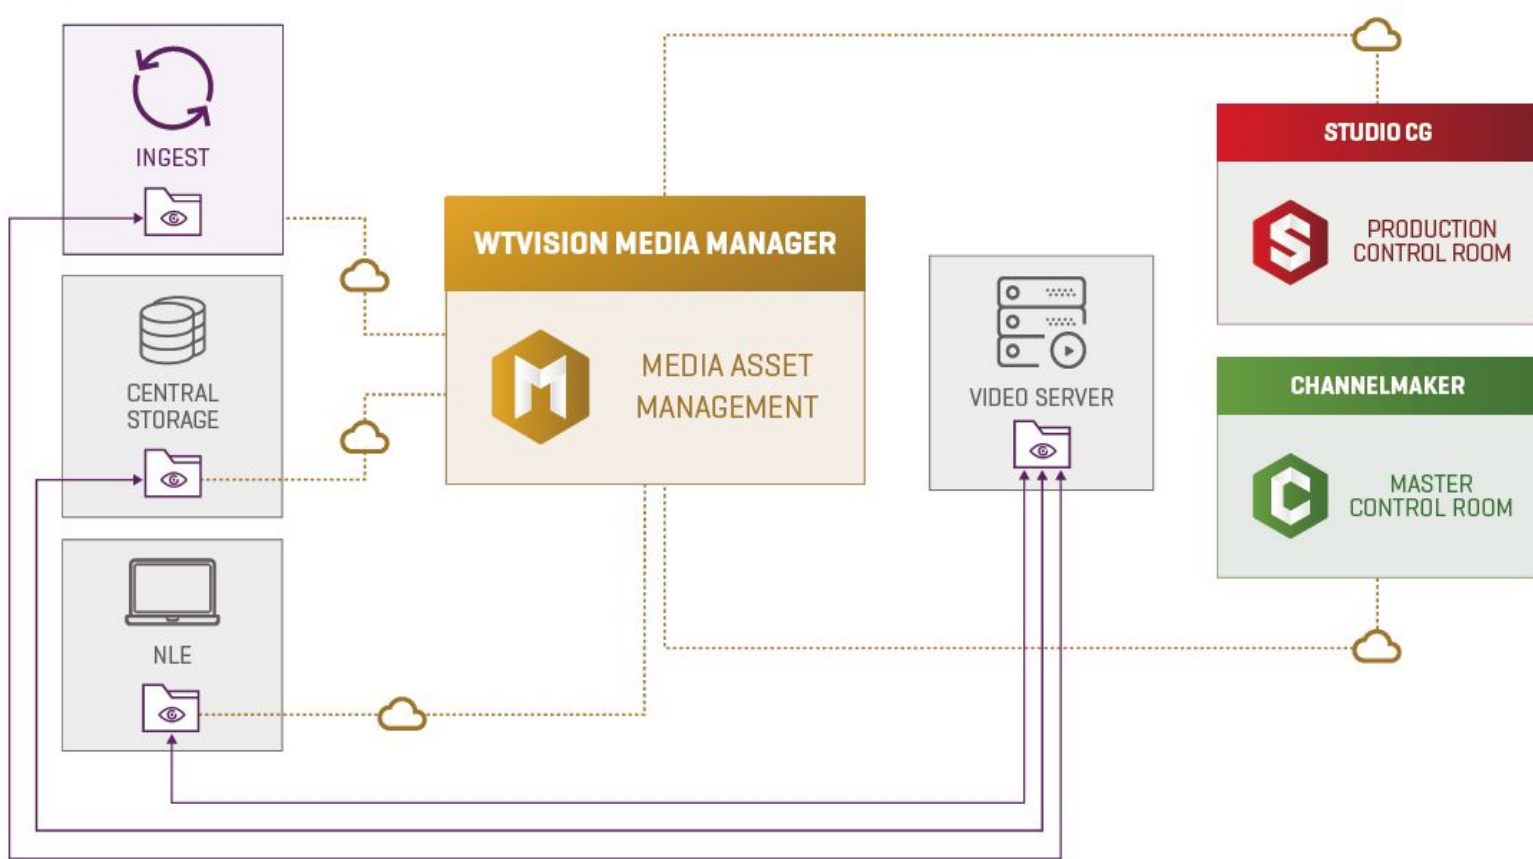 INGEST
CENTRAL
STORAGE
NLE
WTVISION MEDIA MANAGER
M
MEDIA ASSET
MANAGEMENT
VIDEO SERVER
STUDIO CG
S
PRODUCTION
CONTROL ROOM
CHANNELMAKER
C
MASTER
CONTROL ROOM